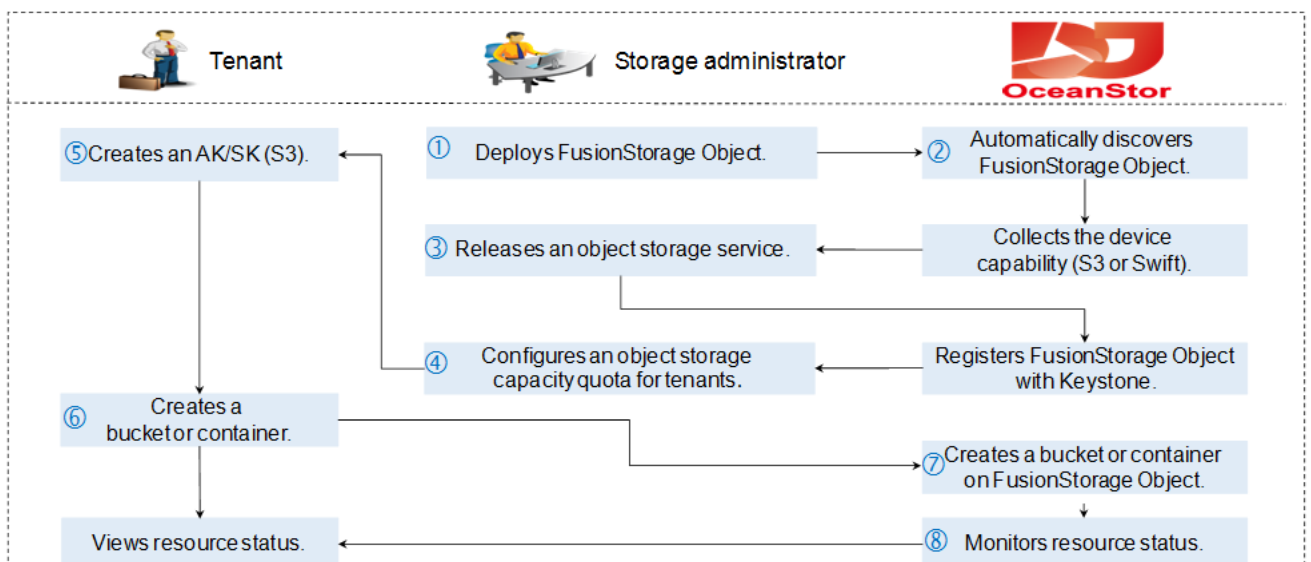 Tenant
Storage administrator
OceanStor
⑤Creates an AK/SK (S3).
① Deploys FusionStorage Object.
② Automatically discovers
FusionStorage Object.
③ Releases an object storage service.
Collects the device
capability (S3 or Swift).
④ Configures an object storage
capacity quota for tenants.
Registers FusionStorage Object
with Keystone.
⑥ Creates a
bucket or container.
⑦Creates a bucket or container
on FusionStorage Object.
Views resource status.
⑧ Monitors resource status.